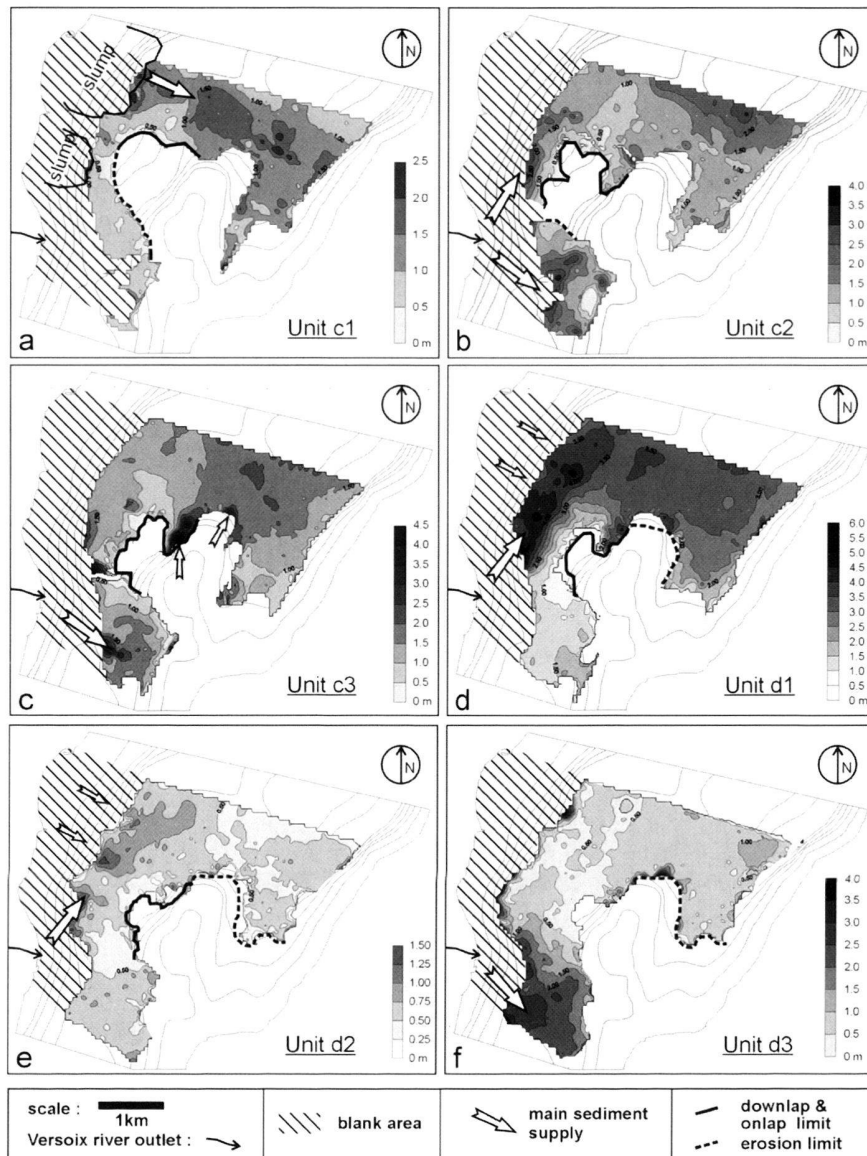 slump
slump
N
2.5
2.0
1.5
1.0
0.5
0 m
a
Unit c1
N
4.0
3.5
3.0
2.5
2.0
1.5
1.0
0.5
0 m
b
Unit c2
N
4.5
4.0
3.5
3.0
2.5
2.0
1.5
1.0
0.5
0 m
c
Unit c3
N
6.0
5.5
5.0
4.5
4.0
3.5
3.0
2.5
2.0
1.5
1.0
0.5
0 m
d
Unit d1
N
1.50
1.25
1.00
0.75
0.50
0.25
0 m
e
Unit d2
N
4.0
3.5
3.0
2.5
2.0
1.5
1.0
0.5
0 m
f
Unit d3
scale :
1km
Versoix river outlet :
blank area
main sediment
supply
downlap &
onlap limit
erosion limit